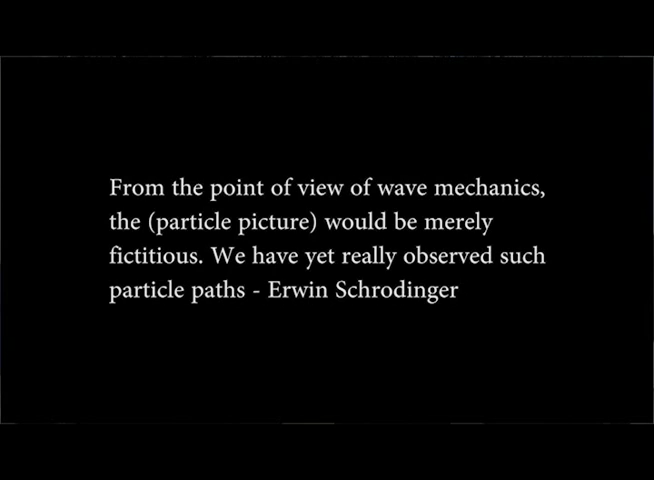 From the point of view of wave mechanics,
the (particle picture) would be merely
fictitious. We have yet really observed such
particle paths - Erwin Schrodinger